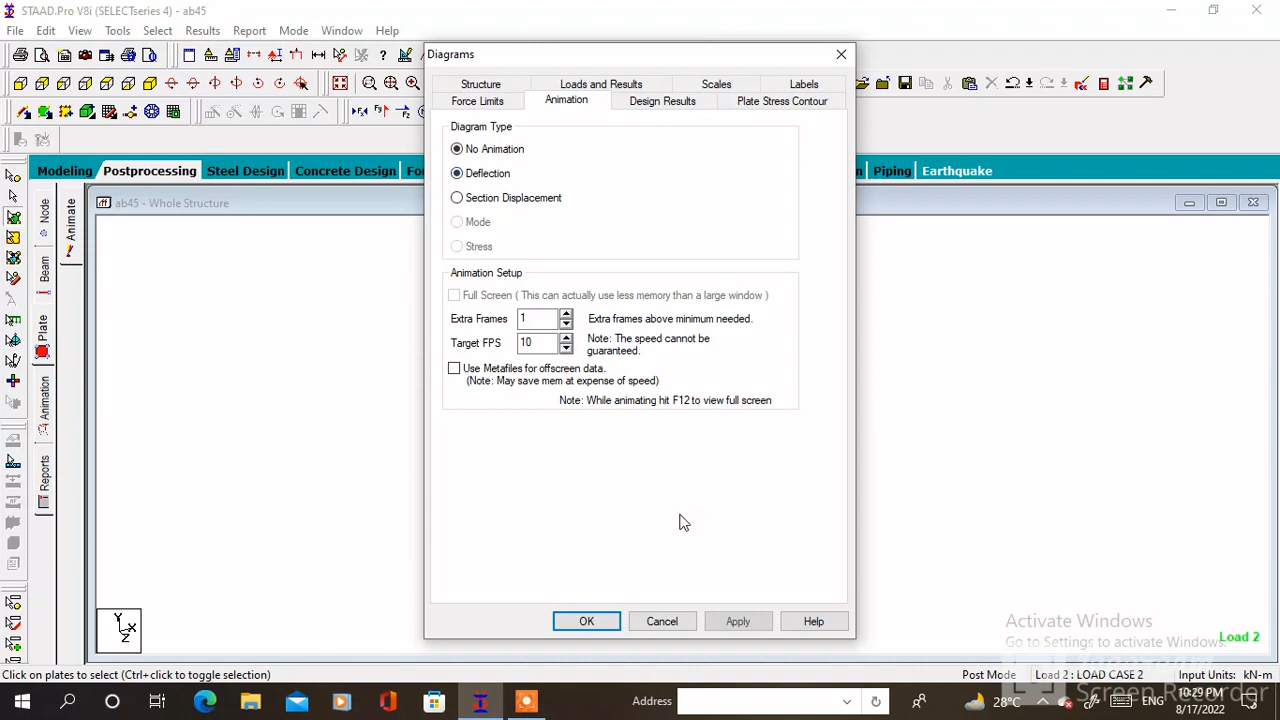 STAAD.Pro V8i (SELECTseries 4) - ab45
File Edit View Tools Select Results Report Mode Window Help
Modeling Postprocessing Steel Design Concrete Design Piping Earthquake
ab45 - Whole Structure
Node
Beam
Plate
Animation
Reports
Animate
Diagrams
Structure Loads and Results Scales Labels
Force Limits Animation Design Results Plate Stress Contour
Diagram Type
No Animation
Deflection
Section Displacement
Mode
Stress
Animation Setup
Full Screen ( This can actually use less memory than a large window )
Extra Frames 1 Extra frames above minimum needed.
Target FPS 10 Note: The speed cannot be
guaranteed.
Use Metafiles for offscreen data.
(Note: May save mem at expense of speed)
Note: While animating hit F12 to view full screen
OK Cancel Apply Help
Y
X
Z
Activate Windows
Go to Settings to activate Windows.
Load 2
Click on plates to select (Ctrl+click to toggle selection) Post Mode Load 2 : LOAD CASE 2 Input Units: kN-m
Screen Recorder
Address 28°C ENG 10:29 PM
8/17/2022